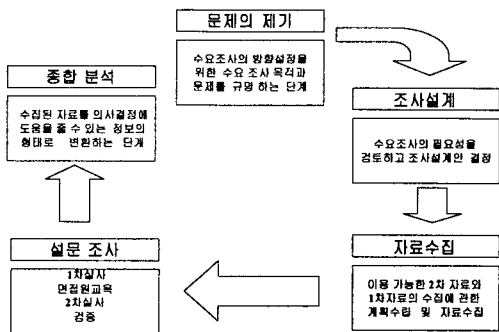 문제의 제기
수요조사의 방향설정을
위한 수요 조사 목적과
문제를 규명 하는 단계
조사설계
수요조사의 필요성을
검토하고 조사설계안 결정
자료수집
이용 가능한 2차 자료와
1차자료의 수집에 관한
계획수립 및 자료수집
설문 조사
1차실사
면접원교육
2차실사
검증
종합 분석
수집된 자료를 의사결정에
도움을 줄 수 있는 정보의
형태로 변환하는 단계